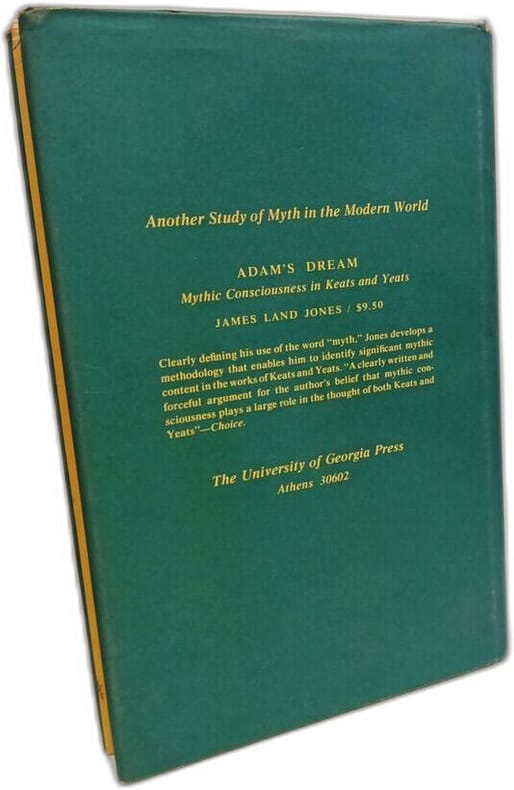 Another Study of Myth in the Modern World
ADAM'S DREAM
Mythic Consciousness in Keats and Yeats
JAMES LAND JONES / $9.50
Clearly defining his use of the word "myth," Jones develops a
methodology that enables him to identify significant mythic
content in the works of Keats and Yeats. "A clearly written and
forceful argument for the author's belief that mythic con-
sciousness plays a large role in the thought of both Keats and
Yeats"—Choice.
The University of Georgia Press
Athens 30602